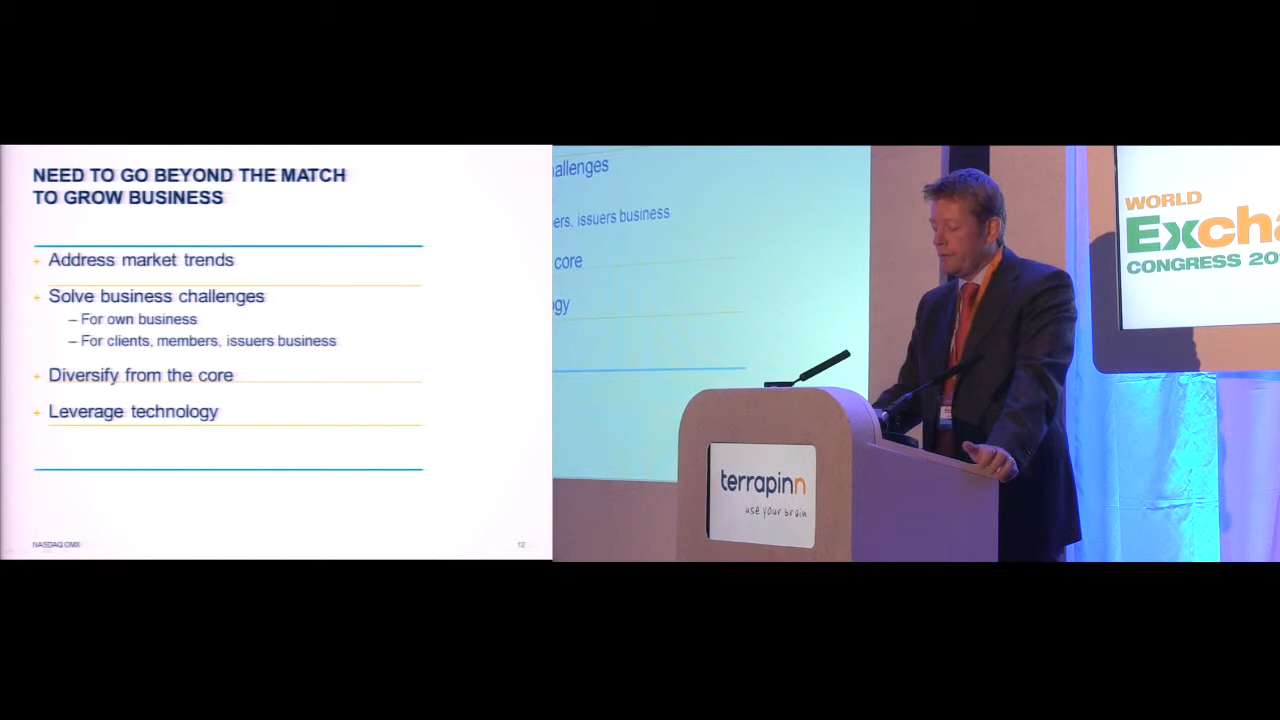 NEED TO GO BEYOND THE MATCH
TO GROW BUSINESS
+ Address market trends
+ Solve business challenges
– For own business
– For clients, members, issuers business
+ Diversify from the core
+ Leverage technology
NASDAQ OMX
12
allenges
ers, issuers business
core
gy
terrapinn
use your brain
WORLD
Excha
CONGRESS 20